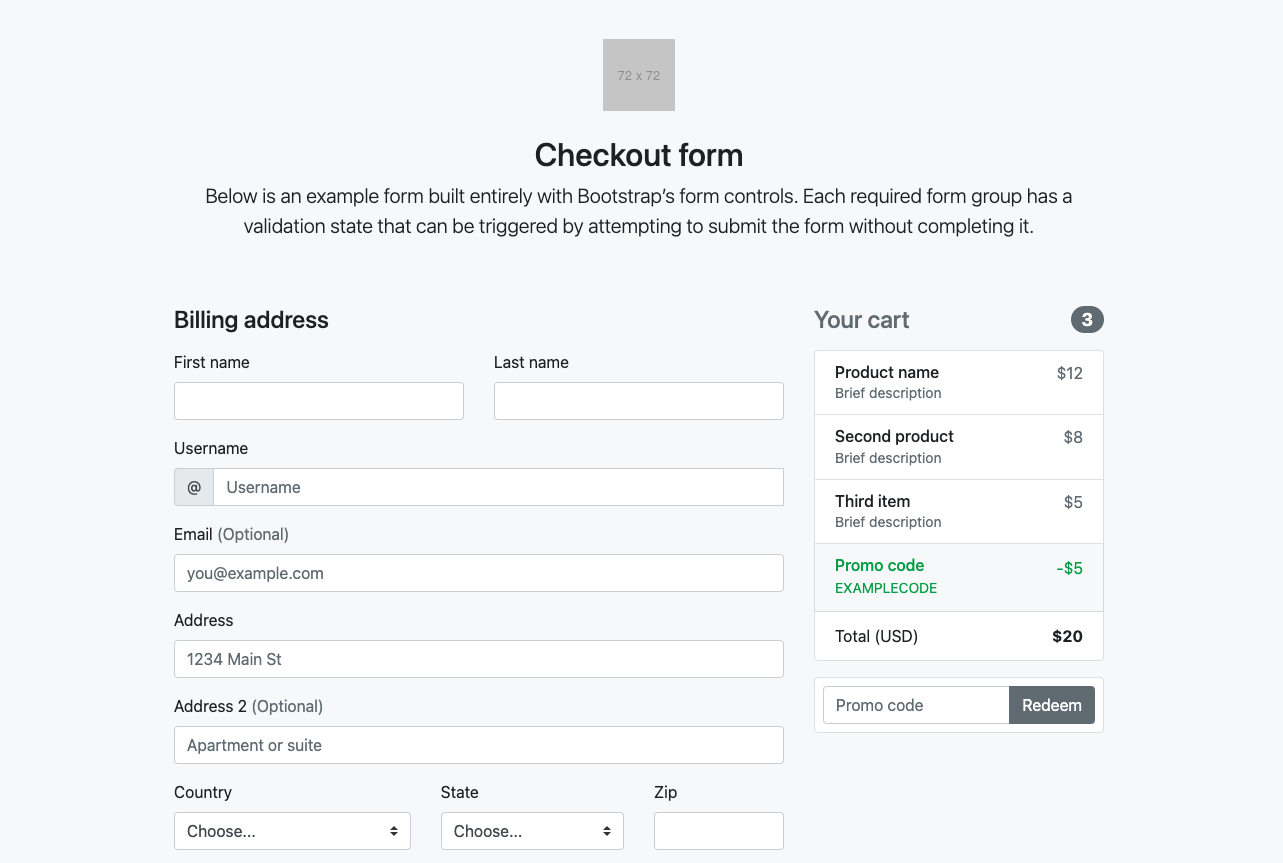 72 x 72
Checkout form
Below is an example form built entirely with Bootstrap’s form controls. Each required form group has a
validation state that can be triggered by attempting to submit the form without completing it.
Billing address
First name Last name
Username
@ Username
Email (Optional)
you@example.com
Address
1234 Main St
Address 2 (Optional)
Apartment or suite
Country State Zip
Choose... Choose...
Your cart 3
Product name $12
Brief description
Second product $8
Brief description
Third item $5
Brief description
Promo code -$5
EXAMPLECODE
Total (USD) $20
Promo code Redeem